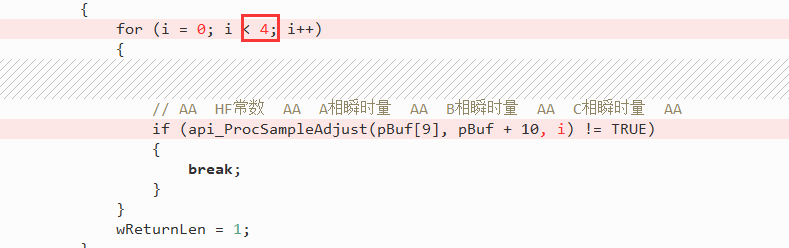 {
for (i = 0; i < 4; i++)
{
// AA HF常数 AA A相瞬时量 AA B相瞬时量 AA C相瞬时量 AA
if (api_ProcSampleAdjust(pBuf[9], pBuf + 10, i) != TRUE)
{
break;
}
}
wReturnLen = 1;